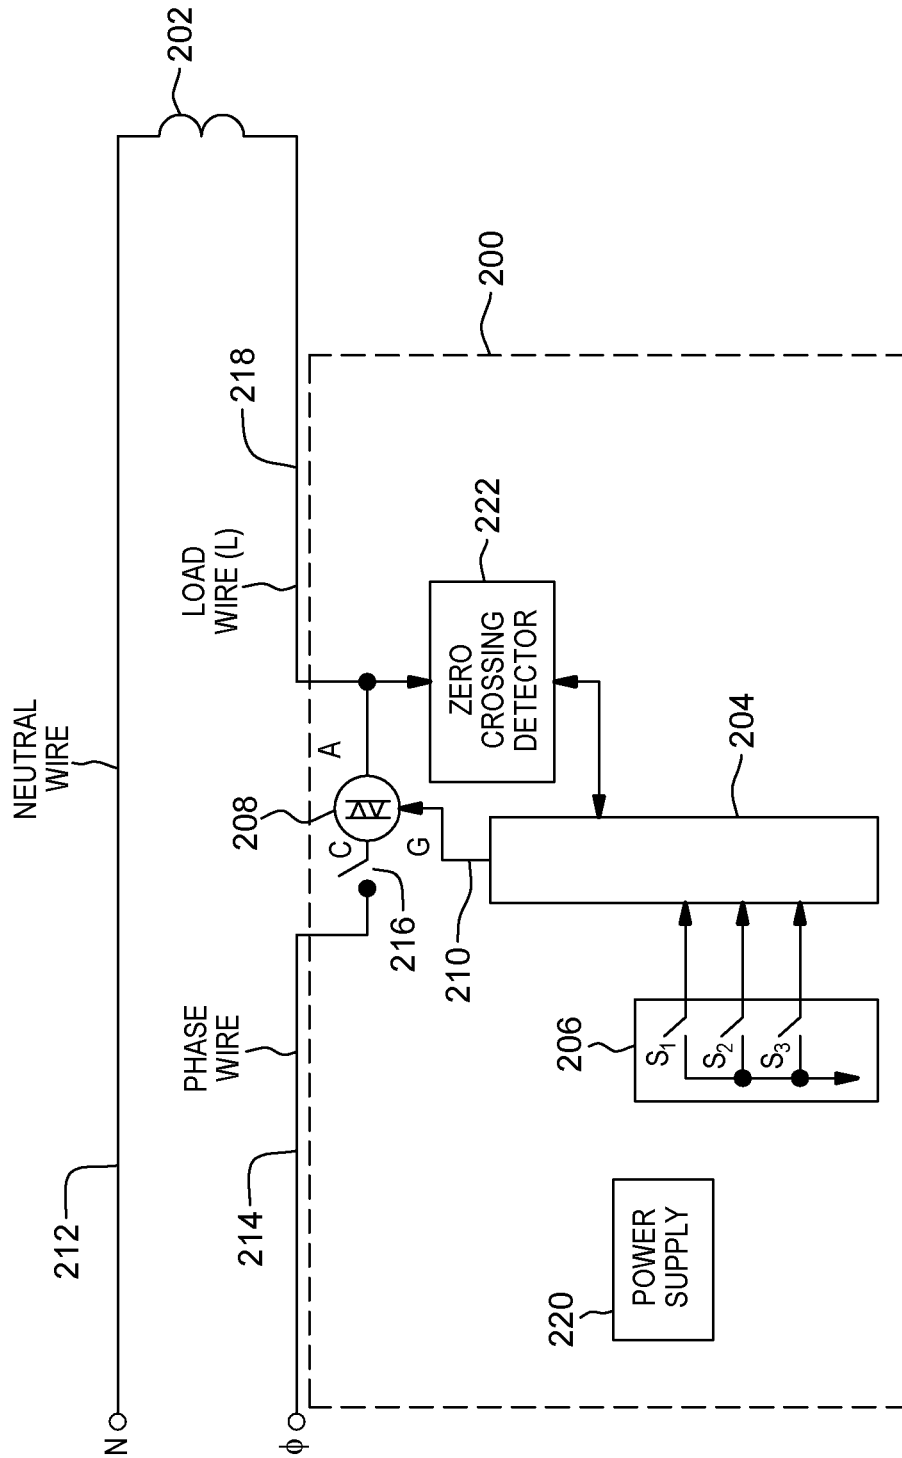 202
200
218
LOAD
WIRE (L)
222
ZERO
CROSSING
DETECTOR
NEUTRAL
WIRE
A
208
C
G
216
210
204
PHASE
WIRE
206
S1
S2
S3
212
214
220
POWER
SUPPLY
N
ϕ